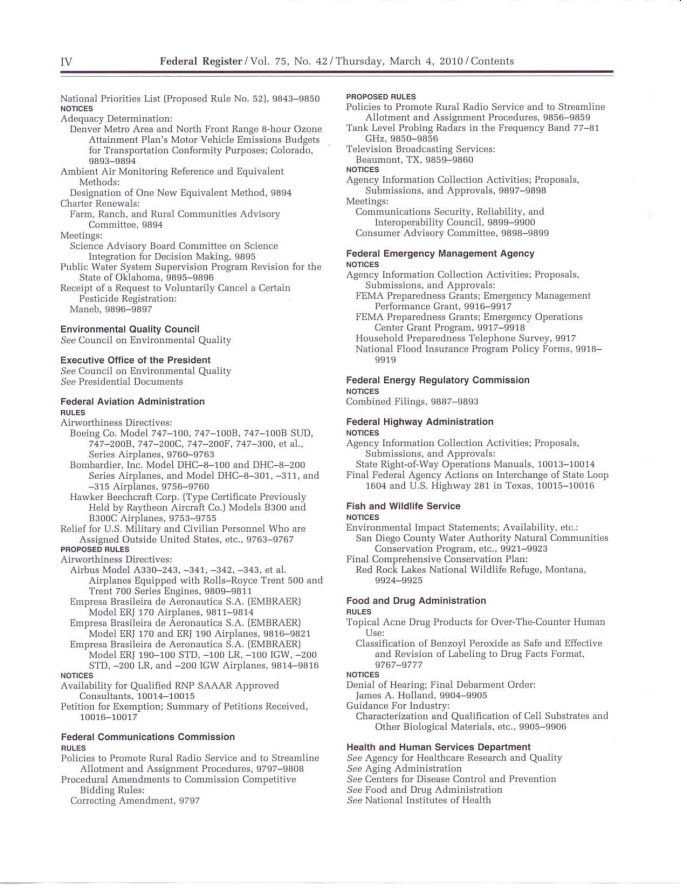 IV
Federal Register / Vol. 75, No. 42 / Thursday, March 4, 2010 / Contents
National Priorities List (Proposed Rule No. 52), 9843–9850
NOTICES
Adequacy Determination:
Denver Metro Area and North Front Range 8-hour Ozone
Attainment Plan's Motor Vehicle Emissions Budgets
for Transportation Conformity Purposes; Colorado,
9893–9894
Ambient Air Monitoring Reference and Equivalent
Methods:
Designation of One New Equivalent Method, 9894
Charter Renewals:
Farm, Ranch, and Rural Communities Advisory
Committee, 9894
Meetings:
Science Advisory Board Committee on Science
Integration for Decision Making, 9895
Public Water System Supervision Program Revision for the
State of Oklahoma, 9895–9896
Receipt of a Request to Voluntarily Cancel a Certain
Pesticide Registration:
Maneb, 9896–9897
Environmental Quality Council
See Council on Environmental Quality
Executive Office of the President
See Council on Environmental Quality
See Presidential Documents
Federal Aviation Administration
RULES
Airworthiness Directives:
Boeing Co. Model 747–100, 747–100B, 747–100B SUD,
747–200B, 747–200C, 747–200F, 747–300, et al.,
Series Airplanes, 9760–9763
Bombardier, Inc. Model DHC–8–100 and DHC–8–200
Series Airplanes, and Model DHC–8–301, –311, and
–315 Airplanes, 9756–9760
Hawker Beechcraft Corp. (Type Certificate Previously
Held by Raytheon Aircraft Co.) Models B300 and
B300C Airplanes, 9753–9755
Relief for U.S. Military and Civilian Personnel Who are
Assigned Outside United States, etc., 9763–9767
PROPOSED RULES
Airworthiness Directives:
Airbus Model A330–243, –341, –342, –343, et al.
Airplanes Equipped with Rolls–Royce Trent 500 and
Trent 700 Series Engines, 9809–9811
Empresa Brasileira de Aeronautica S.A. (EMBRAER)
Model ERJ 170 Airplanes, 9811–9814
Empresa Brasileira de Aeronautica S.A. (EMBRAER)
Model ERJ 170 and ERJ 190 Airplanes, 9816–9821
Empresa Brasileira de Aeronautica S.A. (EMBRAER)
Model ERJ 190–100 STD, –100 LR, –100 IGW, –200
STD, –200 LR, and –200 IGW Airplanes, 9814–9816
NOTICES
Availability for Qualified RNP SAAAR Approved
Consultants, 10014–10015
Petition for Exemption; Summary of Petitions Received,
10016–10017
Federal Communications Commission
RULES
Policies to Promote Rural Radio Service and to Streamline
Allotment and Assignment Procedures, 9797–9808
Procedural Amendments to Commission Competitive
Bidding Rules:
Correcting Amendment, 9797
PROPOSED RULES
Policies to Promote Rural Radio Service and to Streamline
Allotment and Assignment Procedures, 9856–9859
Tank Level Probing Radars in the Frequency Band 77–81
GHz, 9850–9856
Television Broadcasting Services:
Beaumont, TX, 9859–9860
NOTICES
Agency Information Collection Activities; Proposals,
Submissions, and Approvals, 9897–9898
Meetings:
Communications Security, Reliability, and
Interoperability Council, 9899–9900
Consumer Advisory Committee, 9898–9899
Federal Emergency Management Agency
NOTICES
Agency Information Collection Activities; Proposals,
Submissions, and Approvals:
FEMA Preparedness Grants; Emergency Management
Performance Grant, 9916–9917
FEMA Preparedness Grants; Emergency Operations
Center Grant Program, 9917–9918
Household Preparedness Telephone Survey, 9917
National Flood Insurance Program Policy Forms, 9918–
9919
Federal Energy Regulatory Commission
NOTICES
Combined Filings, 9887–9893
Federal Highway Administration
NOTICES
Agency Information Collection Activities; Proposals,
Submissions, and Approvals:
State Right-of-Way Operations Manuals, 10013–10014
Final Federal Agency Actions on Interchange of State Loop
1604 and U.S. Highway 281 in Texas, 10015–10016
Fish and Wildlife Service
NOTICES
Environmental Impact Statements; Availability, etc.:
San Diego County Water Authority Natural Communities
Conservation Program, etc., 9921–9923
Final Comprehensive Conservation Plan:
Red Rock Lakes National Wildlife Refuge, Montana,
9924–9925
Food and Drug Administration
RULES
Topical Acne Drug Products for Over-The-Counter Human
Use:
Classification of Benzoyl Peroxide as Safe and Effective
and Revision of Labeling to Drug Facts Format,
9767–9777
NOTICES
Denial of Hearing; Final Debarment Order:
James A. Holland, 9904–9905
Guidance For Industry:
Characterization and Qualification of Cell Substrates and
Other Biological Materials, etc., 9905–9906
Health and Human Services Department
See Agency for Healthcare Research and Quality
See Aging Administration
See Centers for Disease Control and Prevention
See Food and Drug Administration
See National Institutes of Health